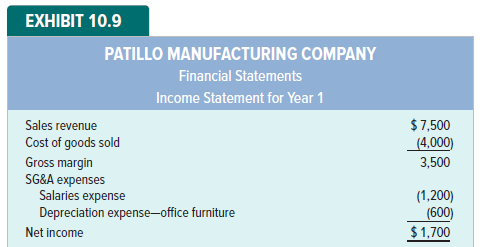 EXHIBIT 10.9
PATILLO MANUFACTURING COMPANY
Financial Statements
Income Statement for Year 1
Sales revenue $ 7,500
Cost of goods sold (4,000)
Gross margin 3,500
SG&A expenses
Salaries expense (1,200)
Depreciation expense—office furniture (600)
Net income $ 1,700